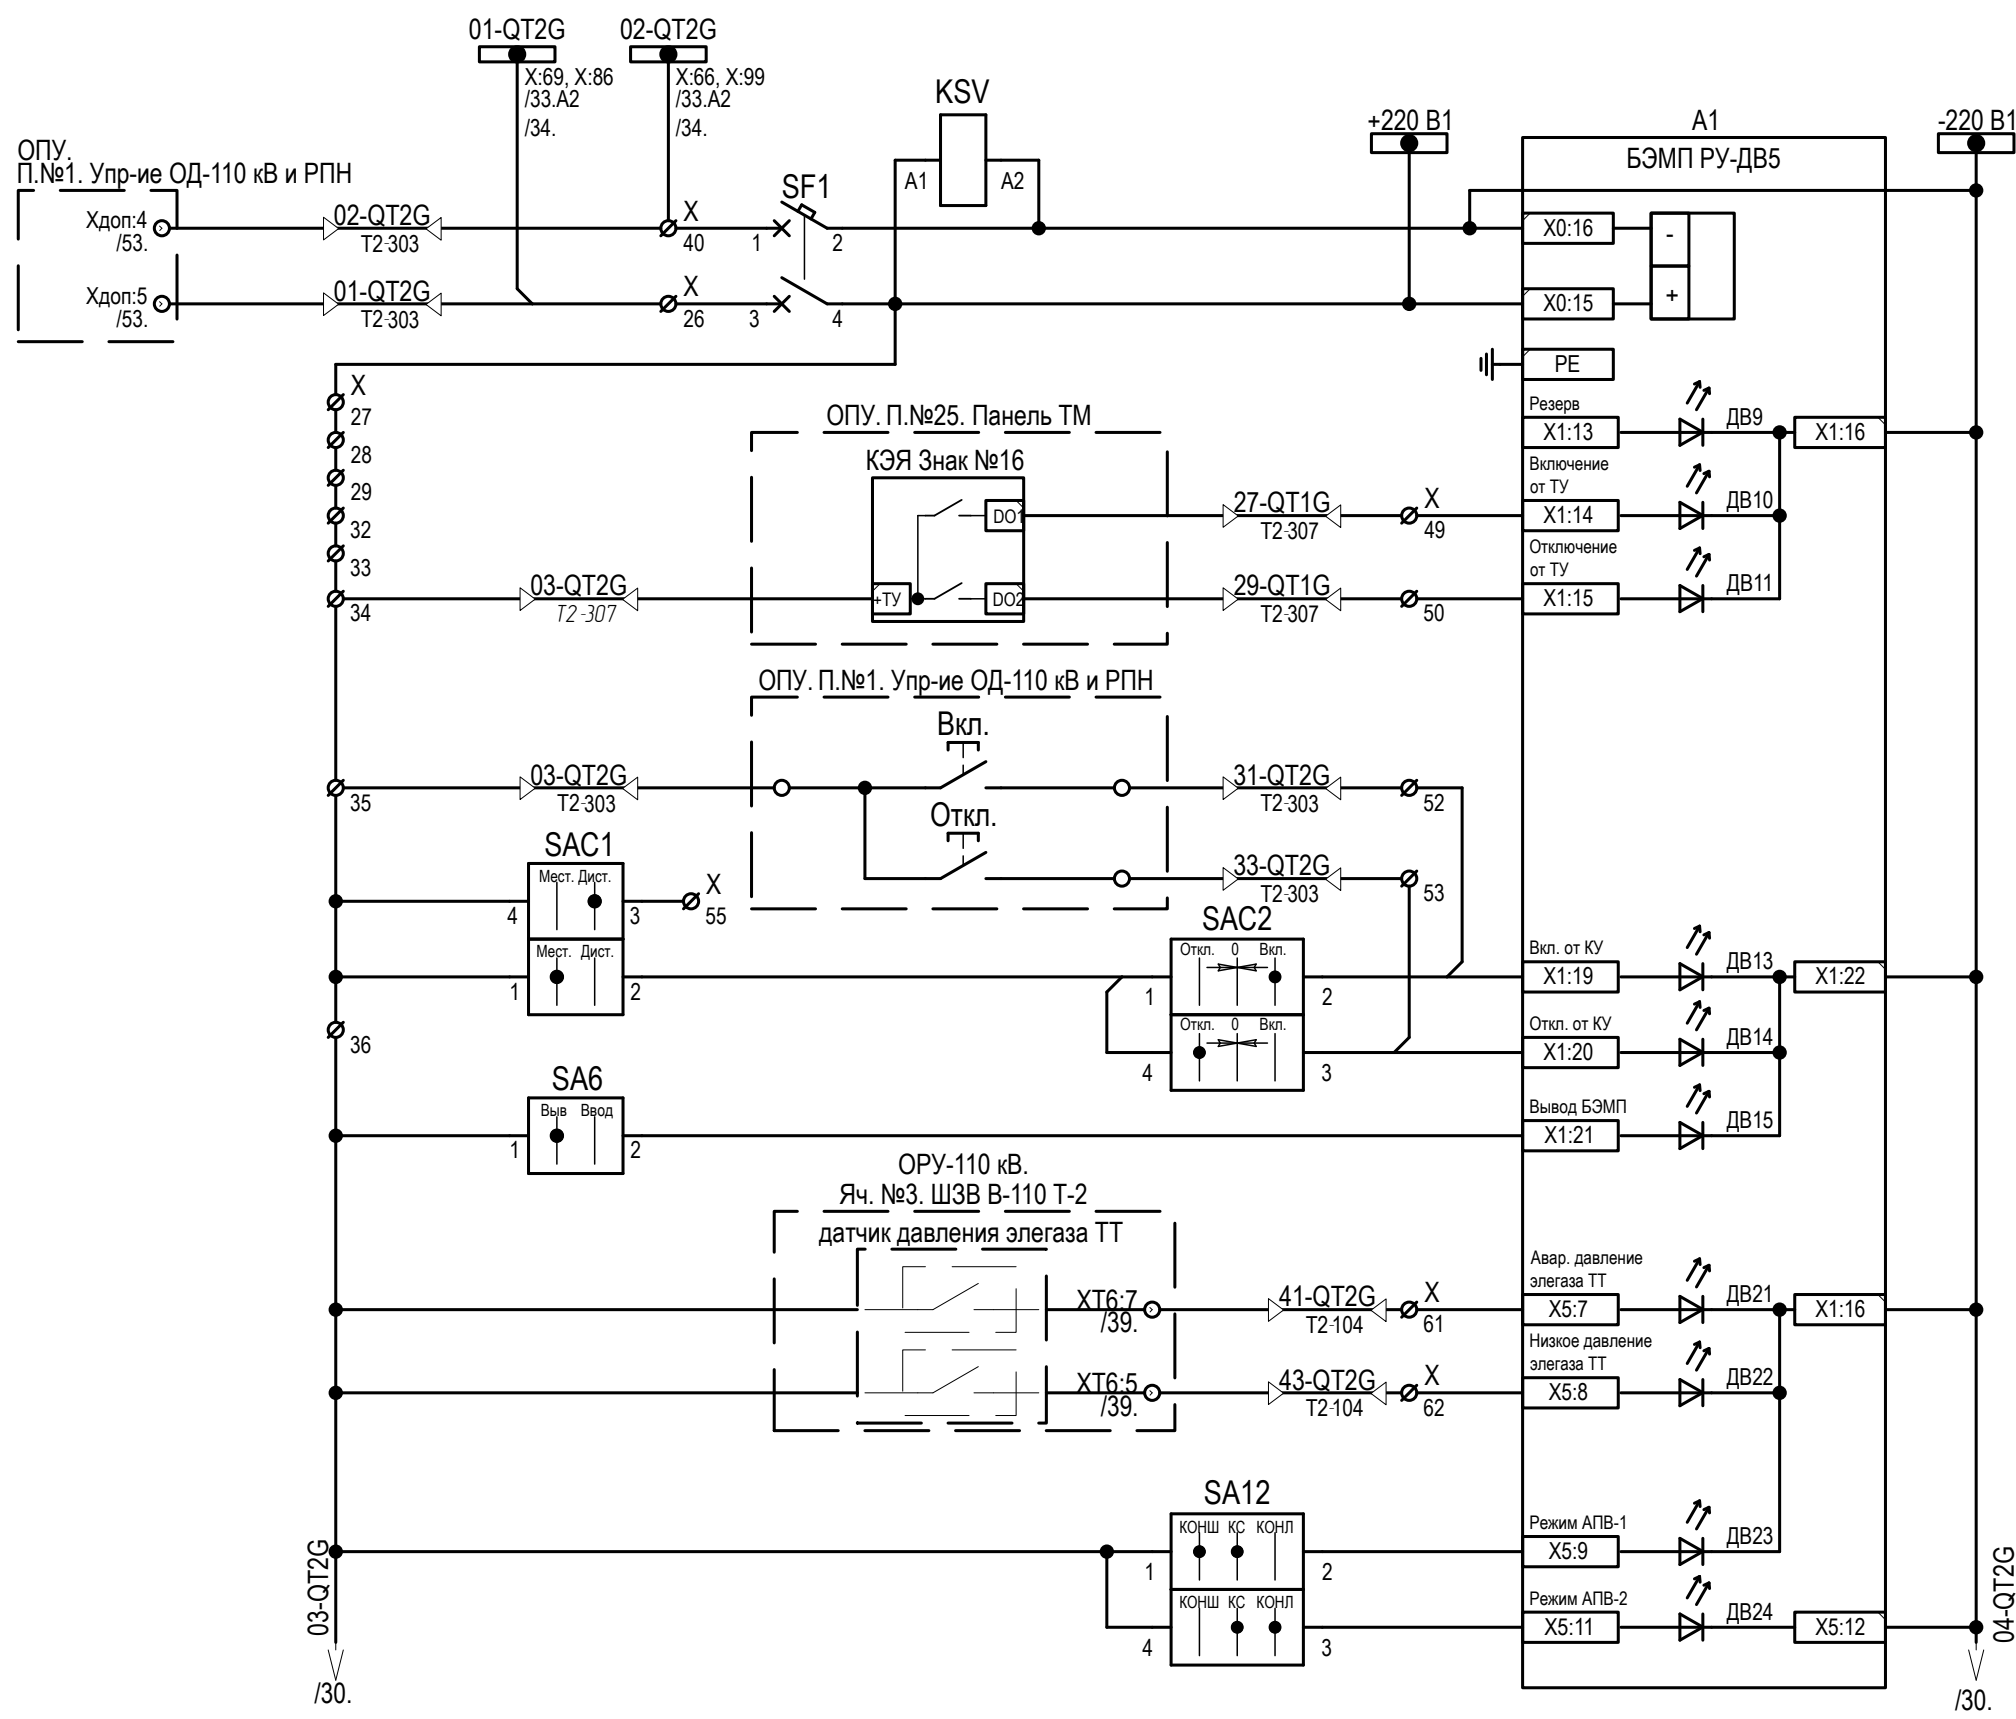 01-QT2G
02-QT2G
X:69, X:86
/33.A2
/34.
X:66, X:99
/33.A2
/34.
KSV
A1
A2
+220 В1
-220 В1
A1
БЭМП РУ-ДВ5
ОПУ.
П.№1. Упр-ие ОД-110 кВ и РПН
Хдоп:4
/53.
02-QT2G
Т2-303
X
40
SF1
1
2
X0:16
-
Хдоп:5
/53.
01-QT2G
Т2-303
X
26
3
4
X0:15
+
PE
X
27
28
29
32
33
34
ОПУ. П.№25. Панель ТМ
КЭЯ Знак №16
DO1
+ТУ
DO2
03-QT2G
Т2-307
27-QT1G
Т2-307
X
49
29-QT1G
Т2-307
50
Резерв
X1:13
ДВ9
X1:16
Включение
от ТУ
X1:14
ДВ10
Отключение
от ТУ
X1:15
ДВ11
ОПУ. П.№1. Упр-ие ОД-110 кВ и РПН
Вкл.
Откл.
35
03-QT2G
Т2-303
31-QT2G
Т2-303
52
33-QT2G
Т2-303
53
SAC1
Мест. Дист.
4
3
X
55
Мест. Дист.
1
2
36
SAC2
Откл. 0 Вкл.
1
2
Откл. 0 Вкл.
4
3
Вкл. от КУ
X1:19
ДВ13
X1:22
Откл. от КУ
X1:20
ДВ14
SA6
Выв Ввод
1
2
Вывод БЭМП
X1:21
ДВ15
ОРУ-110 кВ.
Яч. №3. ШЗВ В-110 Т-2
датчик давления элегаза ТТ
XT6:7
/39.
41-QT2G
Т2-104
X
61
XT6:5
/39.
43-QT2G
Т2-104
X
62
Авар. давление
элегаза ТТ
X5:7
ДВ21
X1:16
Низкое давление
элегаза ТТ
X5:8
ДВ22
SA12
КОНШ КС КОНЛ
1
2
КОНШ КС КОНЛ
4
3
Режим АПВ-1
X5:9
ДВ23
Режим АПВ-2
X5:11
ДВ24
X5:12
03-QT2G
/30.
04-QT2G
/30.